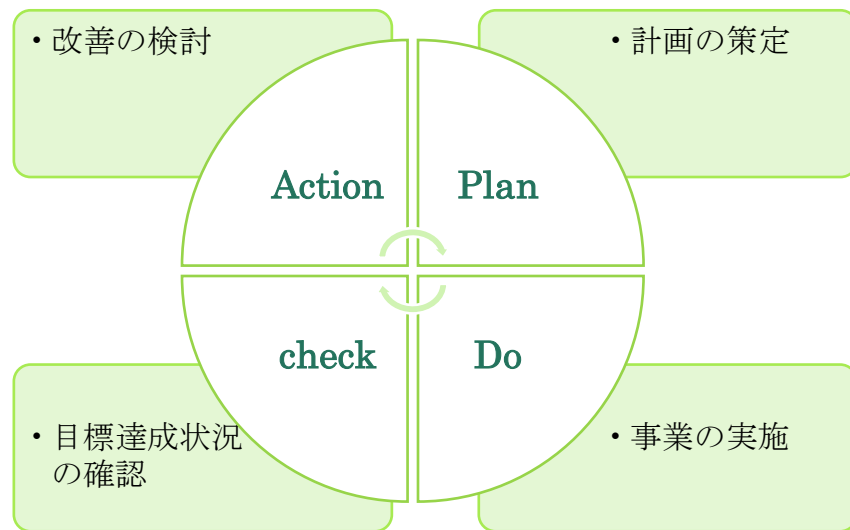 ・改善の検討
・計画の策定
Action
Plan
check
Do
・目標達成状況
の確認
・事業の実施